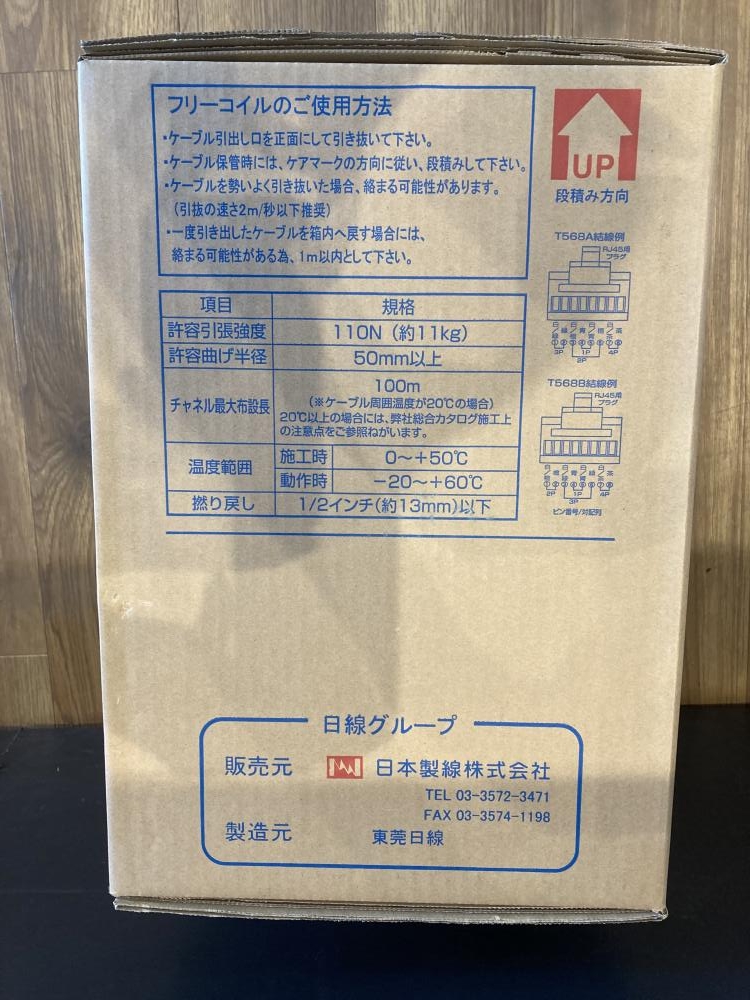 フリーコイルのご使用方法
・ケーブル引出し口を正面にして引き抜いて下さい。
・ケーブル保管時には、ケアマークの方向に従い、段積みして下さい。
・ケーブルを勢いよく引き抜いた場合、絡まる可能性があります。
(引抜の速さ2m/秒以下推奨)
・一度引き出したケーブルを箱内へ戻す場合には、
絡まる可能性がある為、1m以内として下さい。
UP
段積み方向
T568A結線例
RJ45用
プラグ
3P 1P 4P
2P
T568B結線例
RJ45用
プラグ
2P 1P 4P
3P
ピン番号/対配列
項目 規格
許容引張強度 110N (約11kg)
許容曲げ半径 50mm以上
チャネル最大布設長 100m
(※ケーブル周囲温度が20℃の場合)
20℃以上の場合には、弊社総合カタログ施工上
の注意点をご参照ねがいます。
温度範囲 施工時 0～+50℃
動作時 −20～+60℃
撚り戻し 1/2インチ(約13mm)以下
日線グループ
販売元 日本製線株式会社
TEL 03-3572-3471
FAX 03-3574-1198
製造元 東莞日線